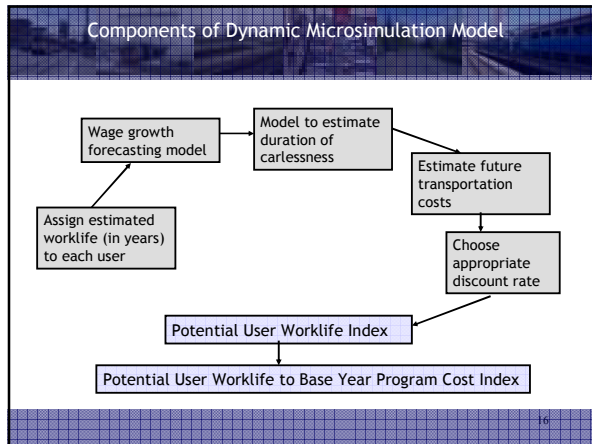 Components of Dynamic Microsimulation Model
Assign estimated
worklife (in years)
to each user
Wage growth
forecasting model
Model to estimate
duration of
carlessness
Estimate future
transportation
costs
Choose
appropriate
discount rate
Potential User Worklife Index
Potential User Worklife to Base Year Program Cost Index
16